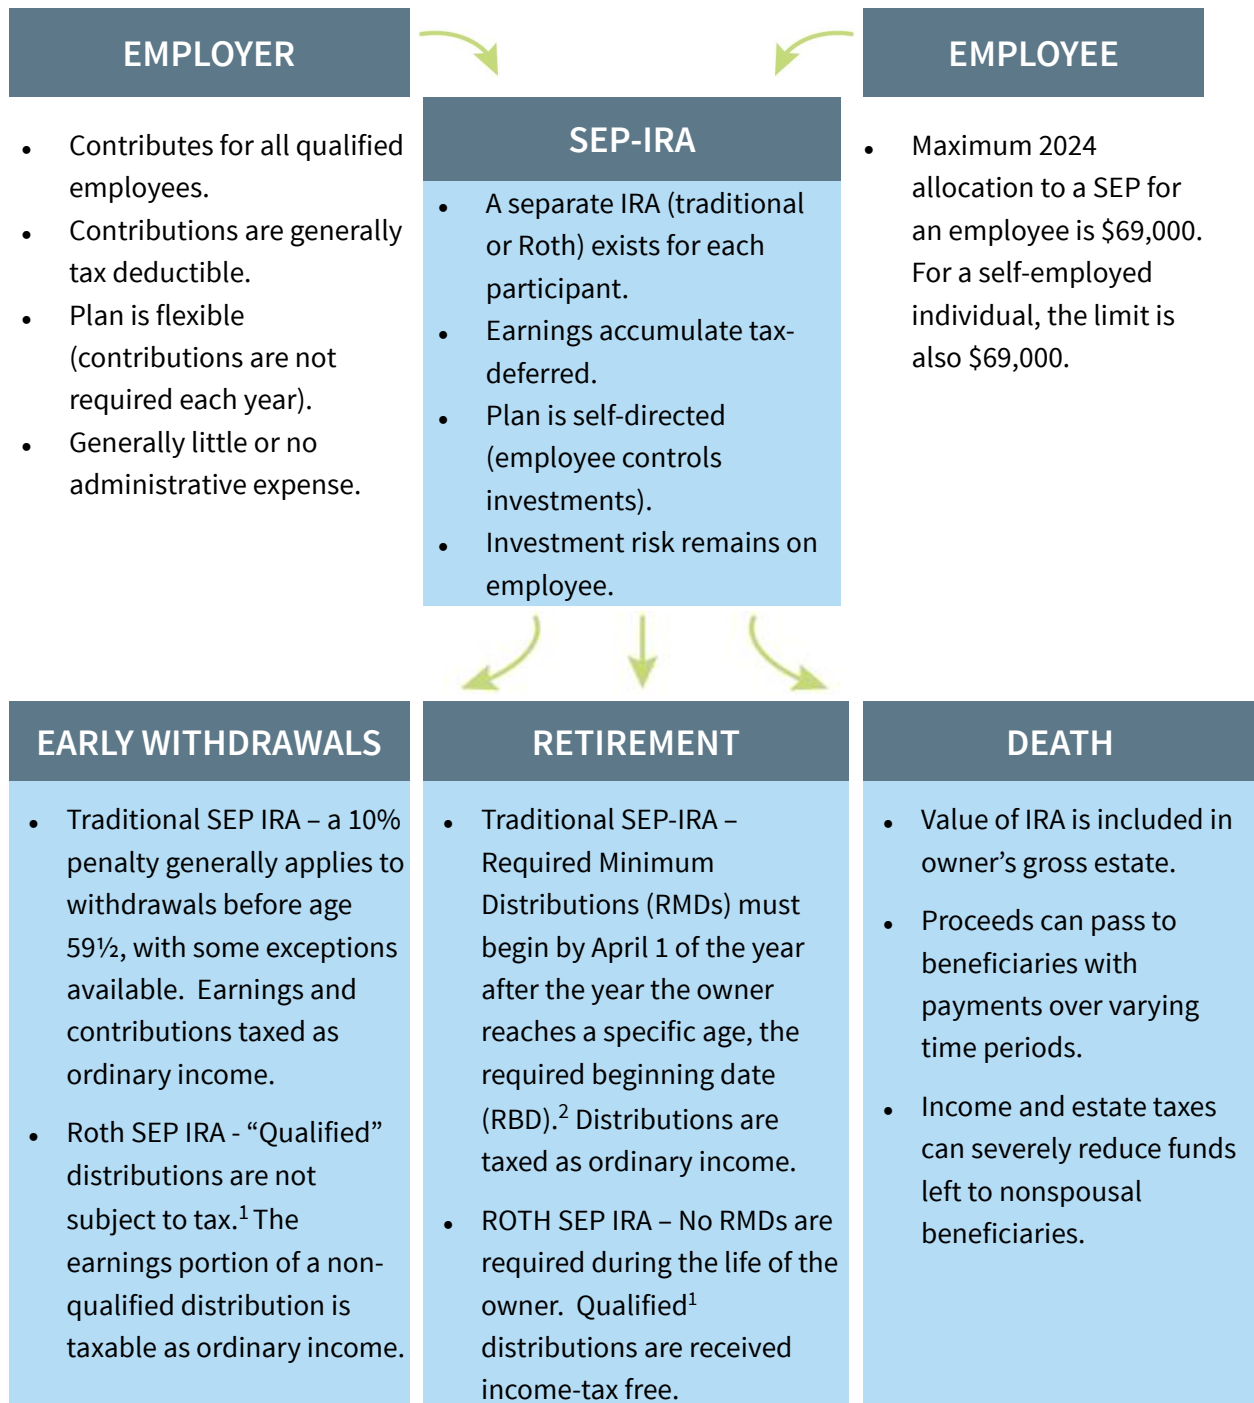 EMPLOYER
• Contributes for all qualified
employees.
• Contributions are generally
tax deductible.
• Plan is flexible
(contributions are not
required each year).
• Generally little or no
administrative expense.
SEP-IRA
• A separate IRA (traditional
or Roth) exists for each
participant.
• Earnings accumulate tax-
deferred.
• Plan is self-directed
(employee controls
investments).
• Investment risk remains on
employee.
EMPLOYEE
• Maximum 2024
allocation to a SEP for
an employee is $69,000.
For a self-employed
individual, the limit is
also $69,000.
EARLY WITHDRAWALS
• Traditional SEP IRA – a 10%
penalty generally applies to
withdrawals before age
59½, with some exceptions
available.  Earnings and
contributions taxed as
ordinary income.
• Roth SEP IRA - “Qualified”
distributions are not
subject to tax.¹ The
earnings portion of a non-
qualified distribution is
taxable as ordinary income.
RETIREMENT
• Traditional SEP-IRA –
Required Minimum
Distributions (RMDs) must
begin by April 1 of the year
after the year the owner
reaches a specific age, the
required beginning date
(RBD).² Distributions are
taxed as ordinary income.
• ROTH SEP IRA – No RMDs are
required during the life of the
owner.  Qualified¹
distributions are received
income-tax free.
DEATH
• Value of IRA is included in
owner’s gross estate.
• Proceeds can pass to
beneficiaries with
payments over varying
time periods.
• Income and estate taxes
can severely reduce funds
left to nonspousal
beneficiaries.